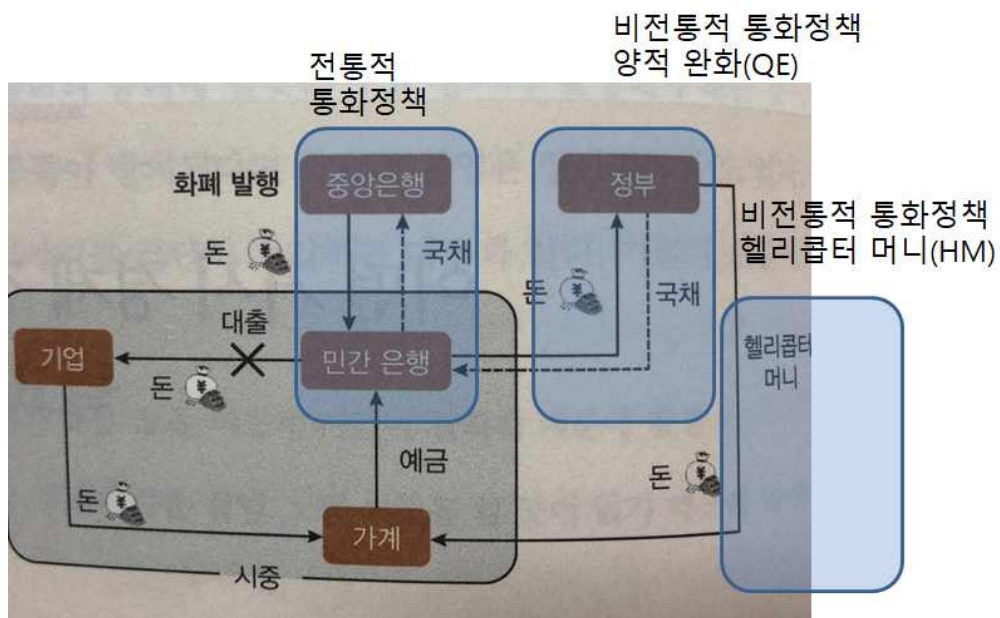 비전통적 통화정책
양적 완화(QE)
전통적
통화정책
화폐 발행
중앙은행
정부
비전통적 통화정책
헬리콥터 머니(HM)
돈
국채
돈
국채
대출
기업
민간 은행
헬리콥터
머니
돈
예금
돈
돈
가계
시중